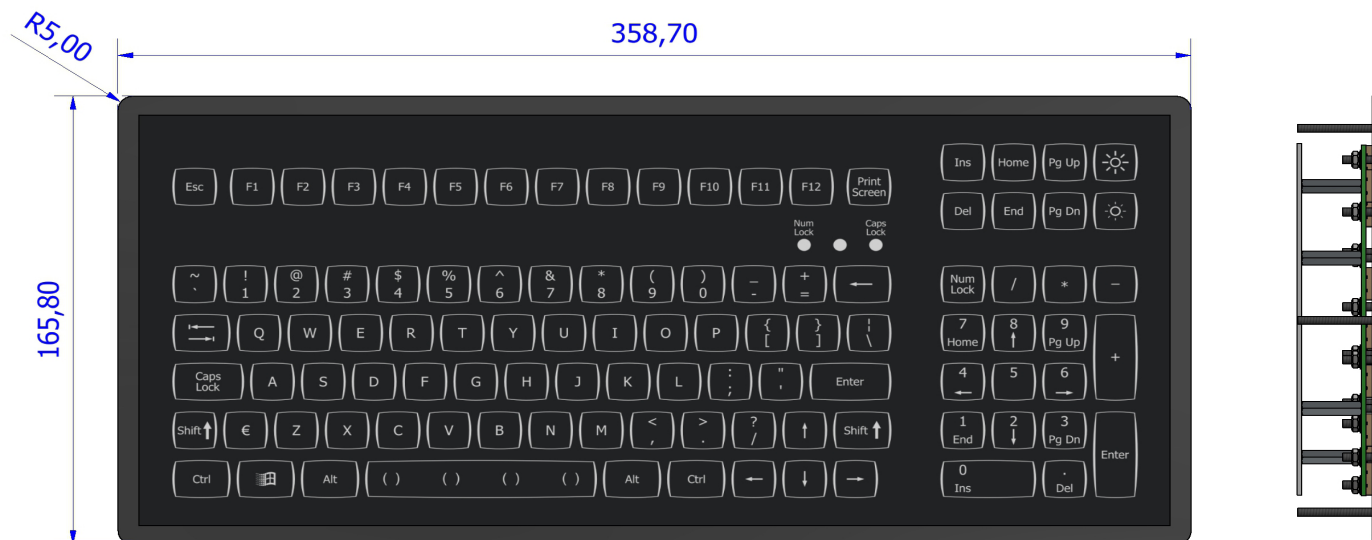 R5,00
358,70
165,80
Ins Home Pg Up
Esc F1 F2 F3 F4 F5 F6 F7 F8 F9 F10 F11 F12 Print Screen
Del End Pg Dn
Num Lock Caps Lock
~ ! @ # $ % ^ & * ( ) _ +
` 1 2 3 4 5 6 7 8 9 0 - = ←
Num Lock / * −
Q W E R T Y U I O P { } ¦
[ ] \
7 8 9
Home ↑ Pg Up
+
Caps Lock A S D F G H J K L : "
; ' Enter
4 5 6
← →
Shift ↑ € Z X C V B N M < > ?
, . / ↑ Shift ↑
1 2 3
End ↓ Pg Dn
Enter
Ctrl Alt ( ) ( ) ( ) ( ) Alt Ctrl ← ↓ →
0 .
Ins Del